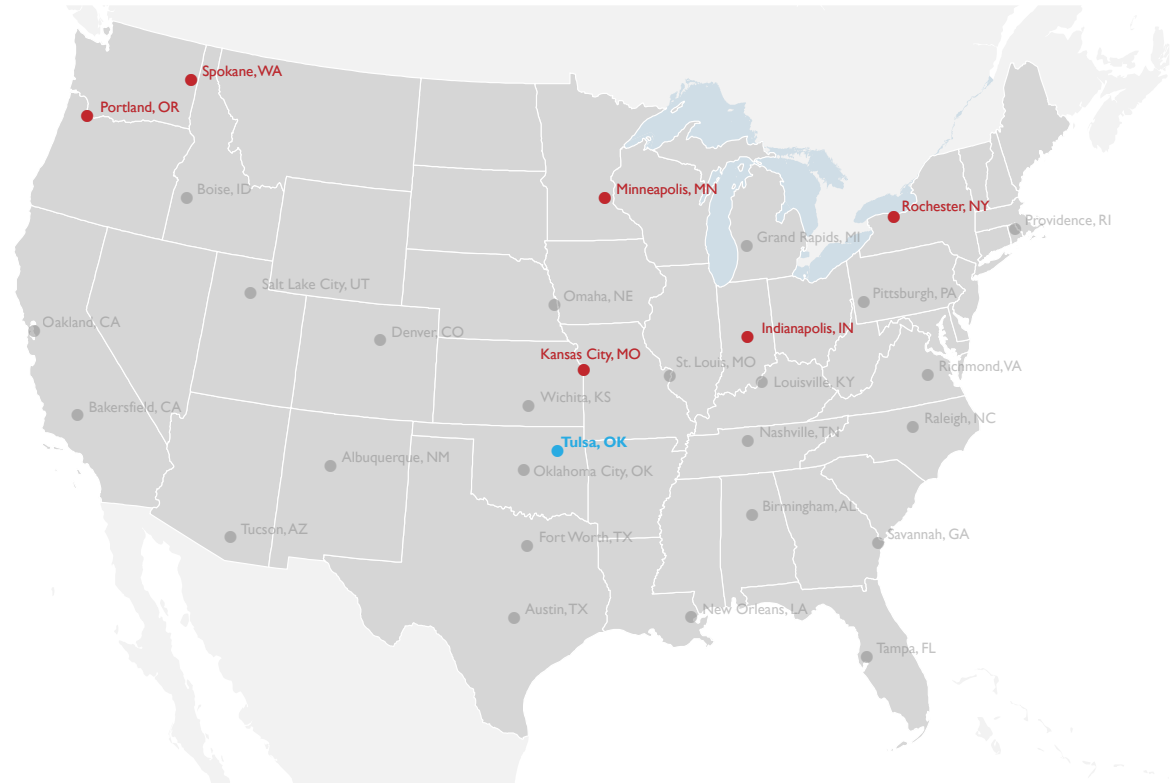 Spokane, WA
Portland, OR
Boise, ID
Minneapolis, MN
Rochester, NY
Providence, RI
Grand Rapids, MI
Salt Lake City, UT
Omaha, NE
Pittsburgh, PA
Oakland, CA
Denver, CO
Indianapolis, IN
Kansas City, MO
St. Louis, MO
Richmond, VA
Louisville, KY
Wichita, KS
Bakersfield, CA
Raleigh, NC
Nashville, TN
Tulsa, OK
Albuquerque, NM
Oklahoma City, OK
Birmingham, AL
Tucson, AZ
Fort Worth, TX
Savannah, GA
Austin, TX
New Orleans, LA
Tampa, FL